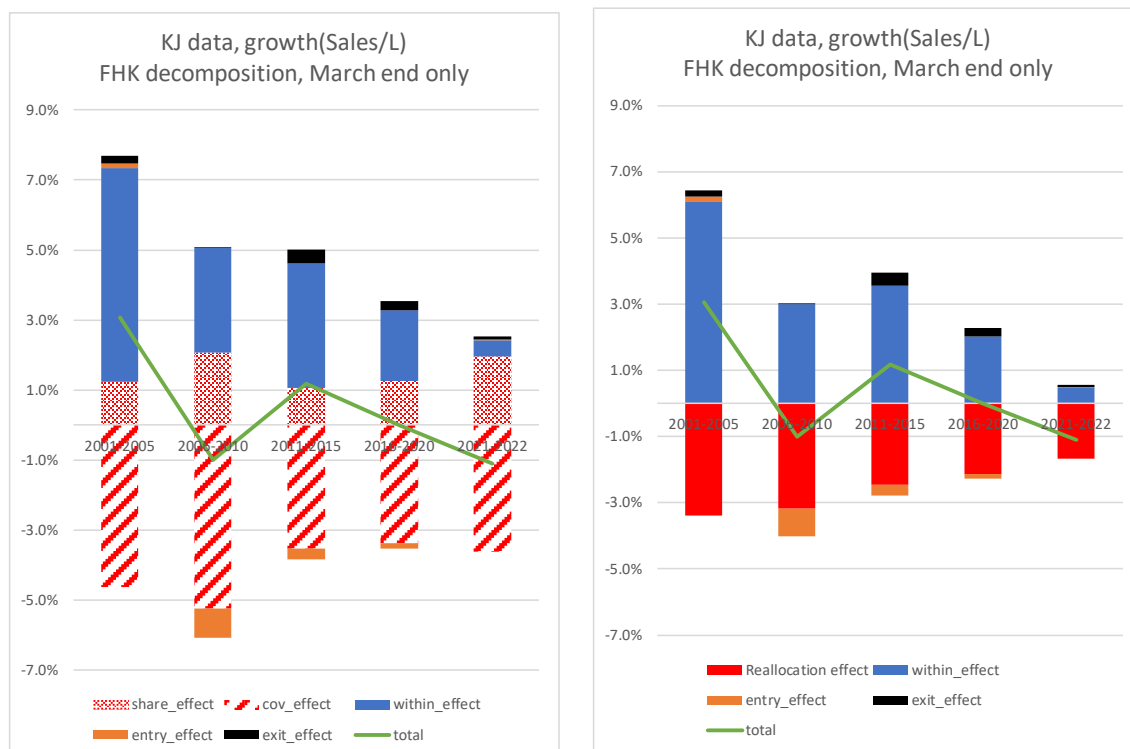 KJ data, growth(Sales/L)
FHK decomposition, March end only
9.0%
7.0%
5.0%
3.0%
1.0%
-1.0%
-3.0%
-5.0%
-7.0%
2001-2005 2006-2010 2011-2015 2016-2020 2021-2022
share_effect cov_effect within_effect
entry_effect exit_effect total
KJ data, growth(Sales/L)
FHK decomposition, March end only
9.0%
7.0%
5.0%
3.0%
1.0%
-1.0%
-3.0%
-5.0%
-7.0%
2001-2005 2006-2010 2011-2015 2016-2020 2021-2022
Reallocation effect within_effect
entry_effect exit_effect
total